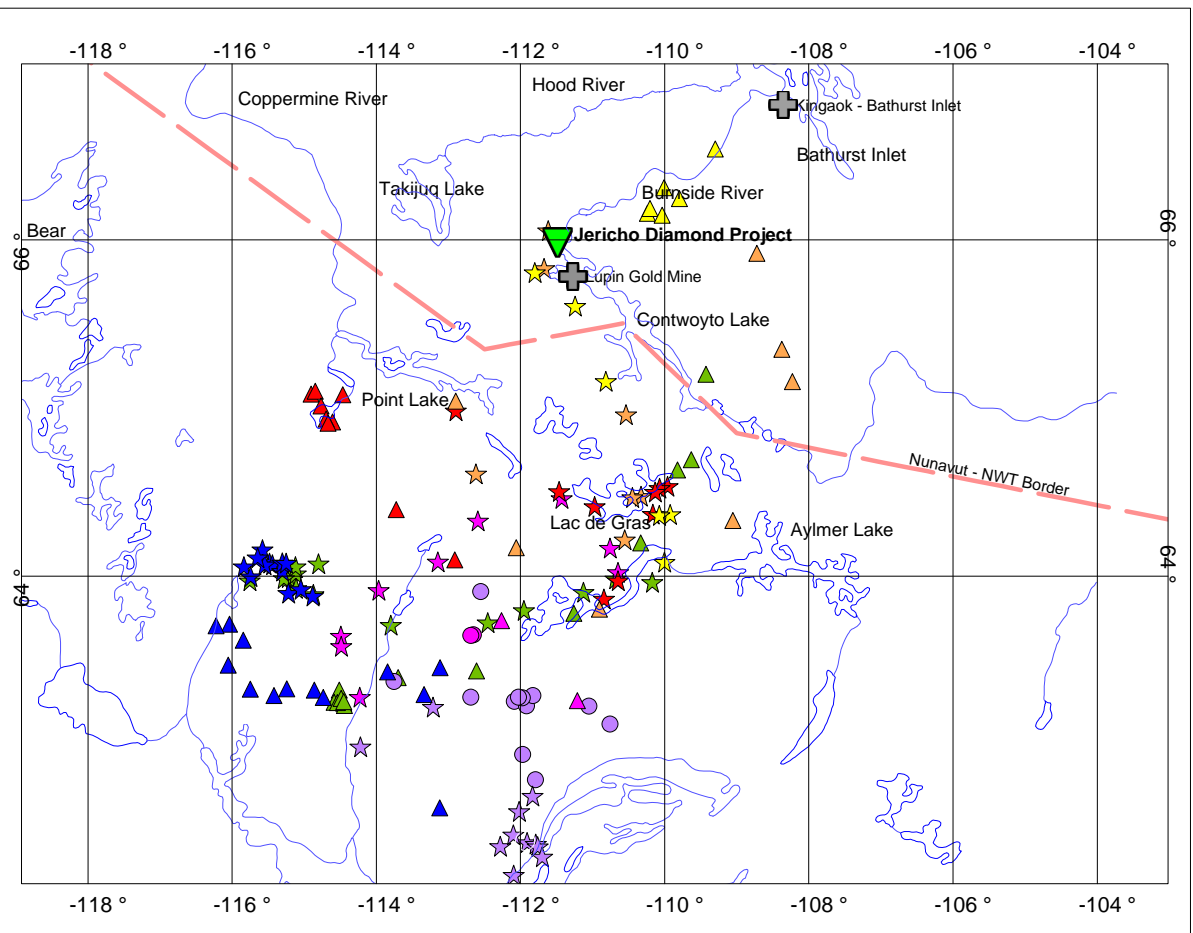 -118 ° -116 ° -114 ° -112 ° -110 ° -108 ° -106 ° -104 °
Hood River
Coppermine River
Kingaok - Bathurst Inlet
Bathurst Inlet
Takijuq Lake
Burnside River
Bear
Jericho Diamond Project
66 °
66 °
Lupin Gold Mine
Contwoyto Lake
Point Lake
Nunavut - NWT Border
Lac de Gras
Aylmer Lake
64 °
64 °
-118 ° -116 ° -114 ° -112 ° -110 ° -108 ° -106 ° -104 °